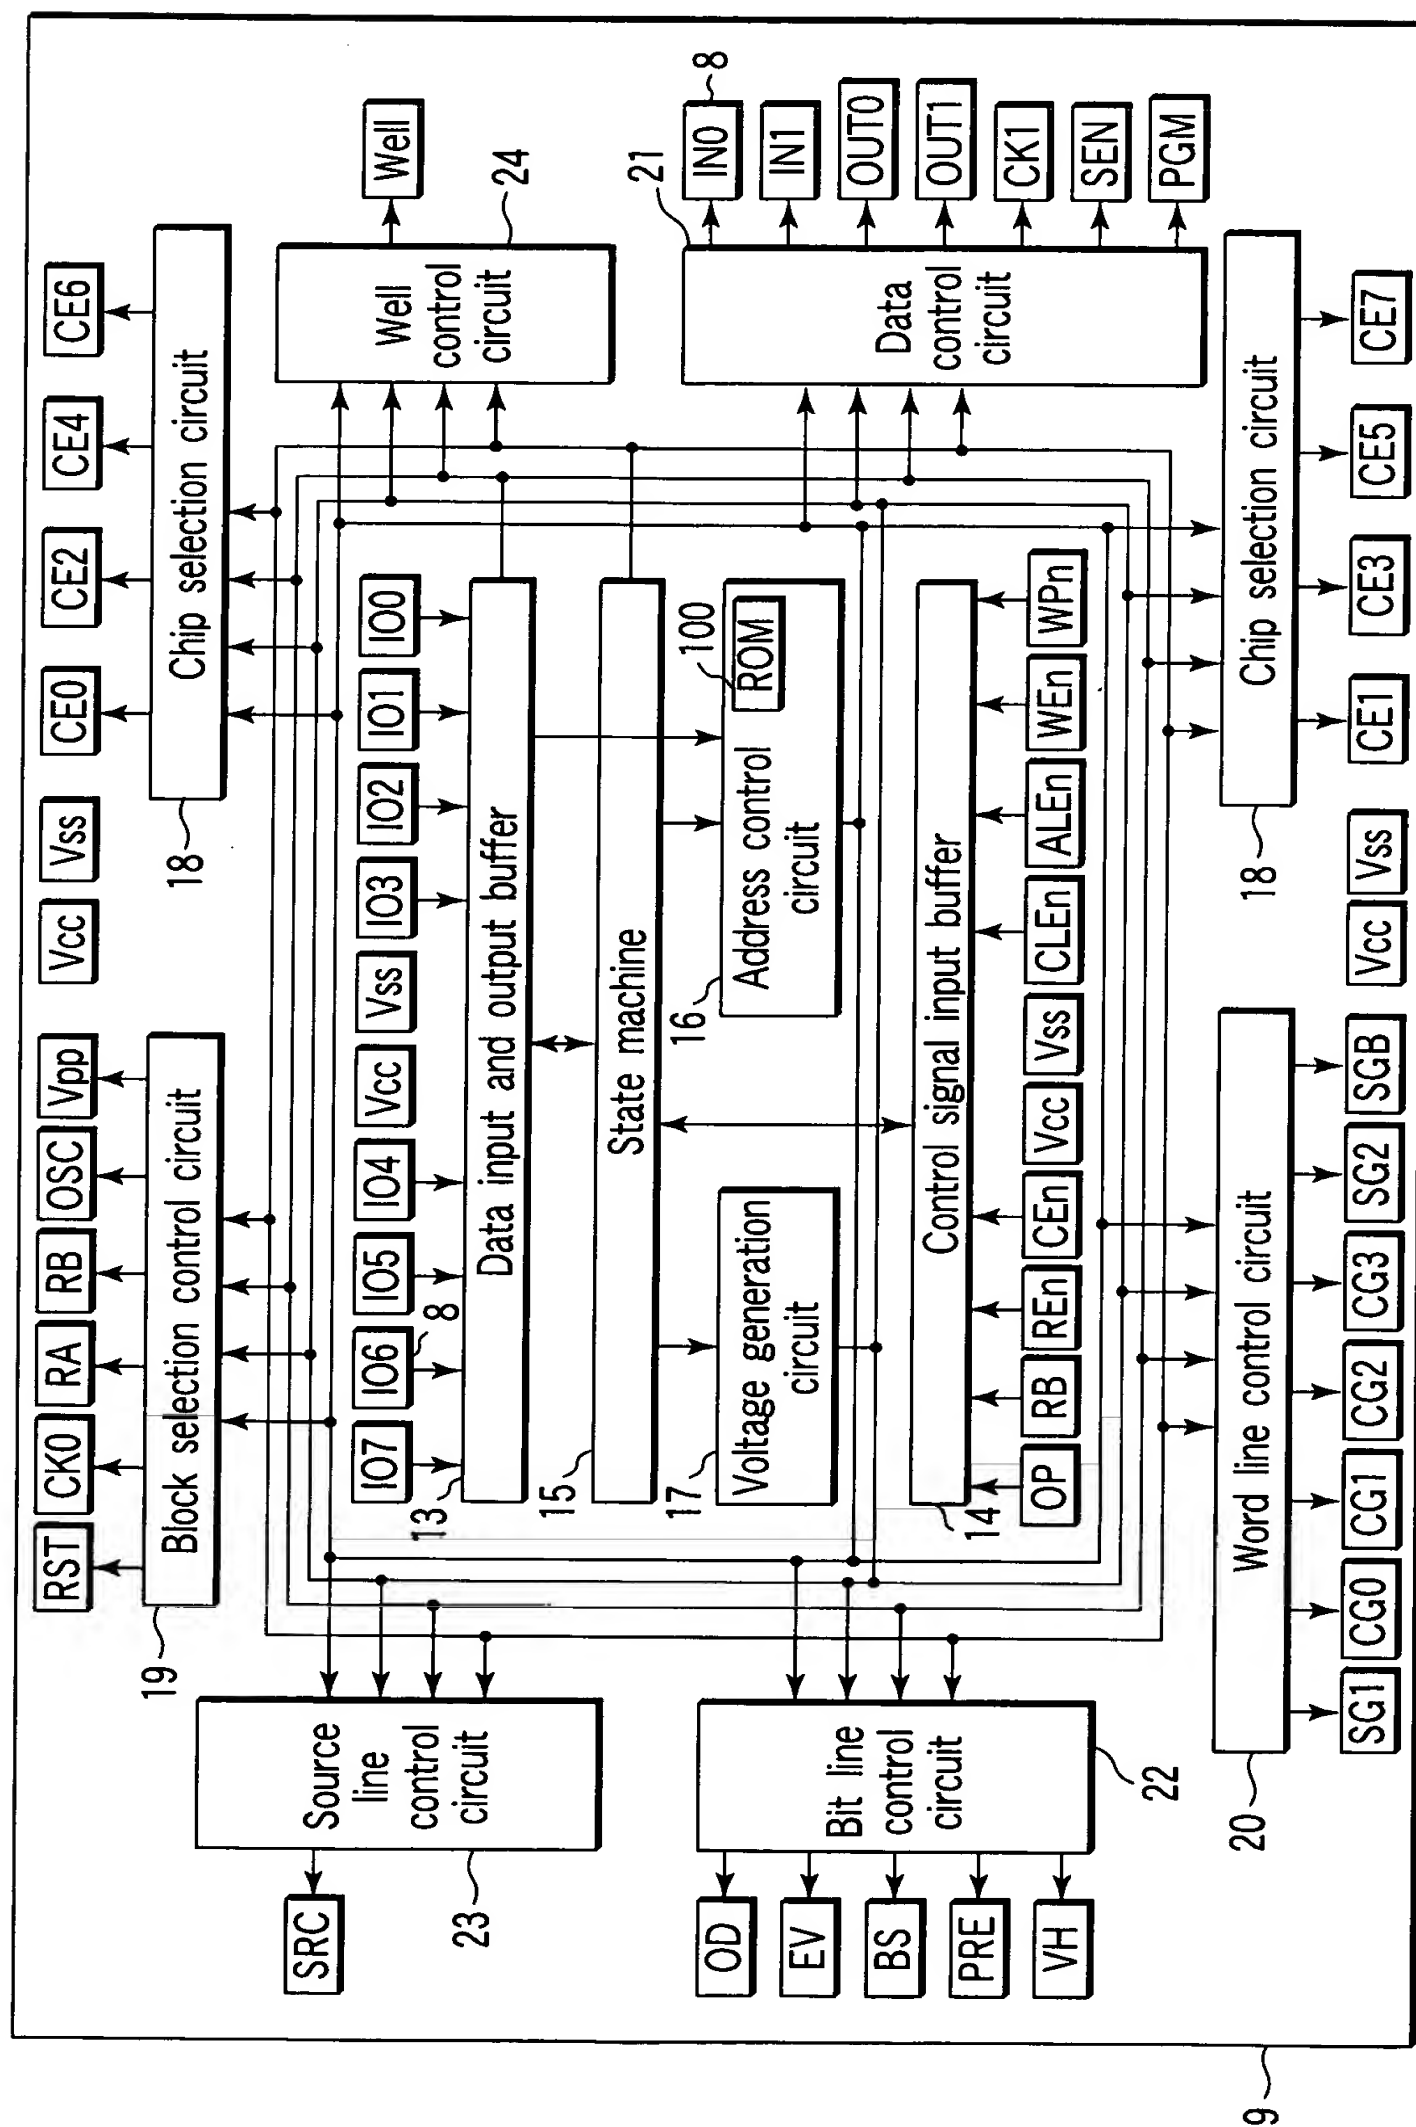 RST
CK0
RA
RB
OSC
Vpp
Vcc
Vss
CE0
CE2
CE4
CE6
19
Block selection control circuit
18
Chip selection circuit
SRC
23
Source
line
control
circuit
IO7
IO6
8
IO5
IO4
Vcc
Vss
IO3
IO2
IO1
IO0
13
Data input and output buffer
15
State machine
17
Voltage generation
circuit
16
Address control
circuit
100
ROM
14
Control signal input buffer
OP
RB
REn
CEn
Vcc
Vss
CLEn
ALEn
WEn
WPn
Well
control
circuit
24
Well
OD
EV
BS
PRE
VH
Bit line
control
circuit
22
Data
control
circuit
21
IN0
8
IN1
OUT0
OUT1
CK1
SEN
PGM
20
Word line control circuit
18
Chip selection circuit
SG1
CG0
CG1
CG2
CG3
SG2
SGB
Vcc
Vss
CE1
CE3
CE5
CE7
9